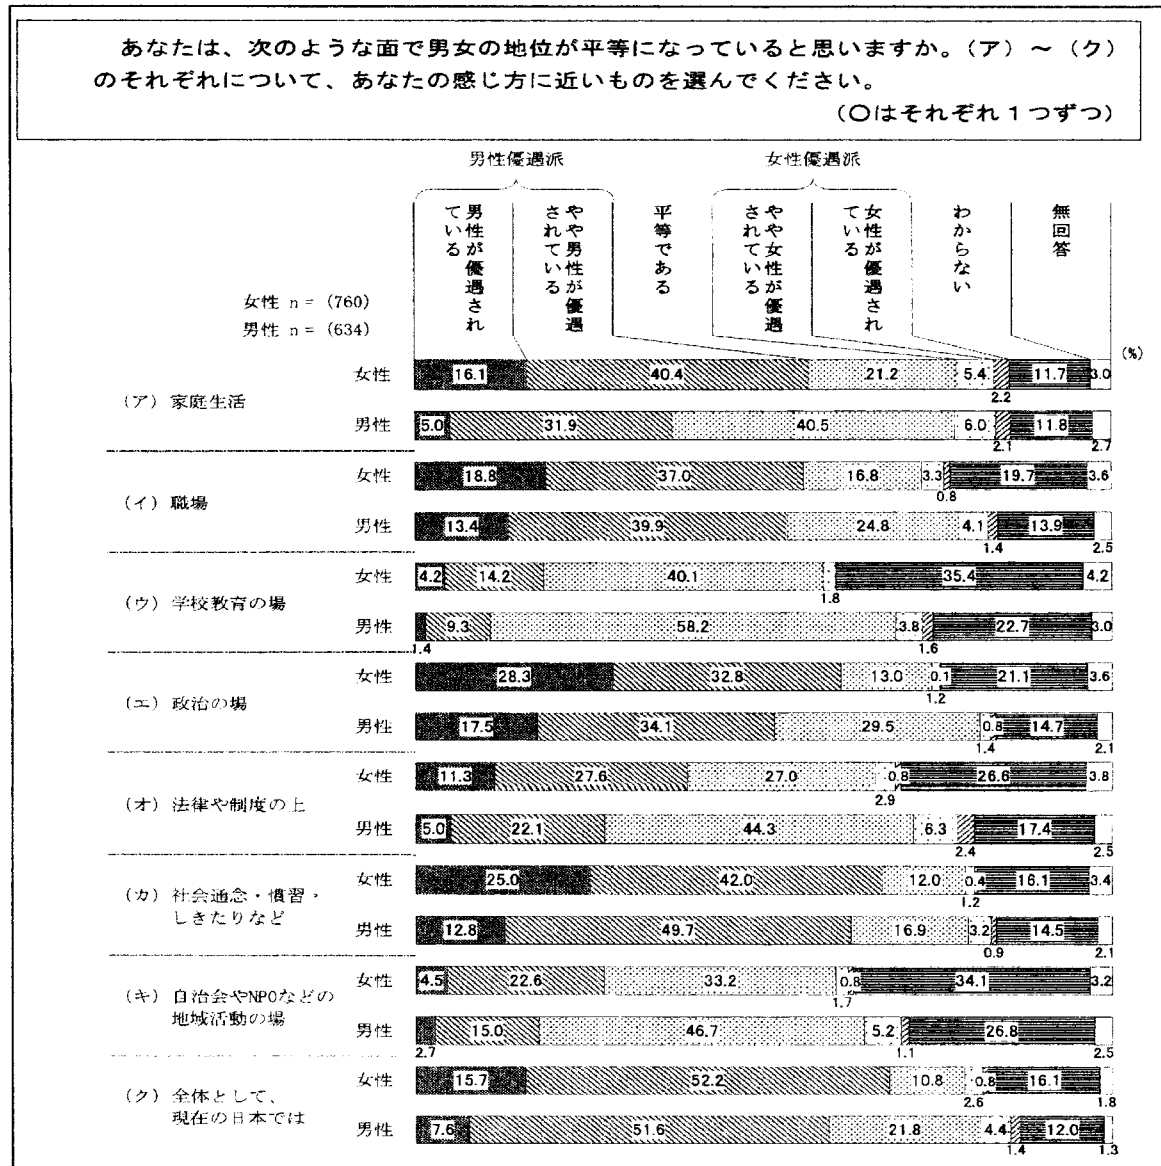 あなたは、次のような面で男女の地位が平等になっていると思いますか。（ア）～（ク）
のそれぞれについて、あなたの感じ方に近いものを選んでください。
（〇はそれぞれ１つずつ）
男性優遇派
女性優遇派
男性が優遇されている
やや男性が優遇されている
平等である
やや女性が優遇されている
女性が優遇されている
わからない
無回答
女性 n = (760)
男性 n = (634)
(%)
（ア）家庭生活
女性 16.1 40.4 21.2 5.4 2.2 11.7 3.0
男性 5.0 31.9 40.5 6.0 2.1 11.8 2.7
（イ）職場
女性 18.8 37.0 16.8 3.3 0.8 19.7 3.6
男性 13.4 39.9 24.8 4.1 1.4 13.9 2.5
（ウ）学校教育の場
女性 4.2 14.2 40.1 1.8 35.4 4.2
男性 1.4 9.3 58.2 3.8 1.6 22.7 3.0
（エ）政治の場
女性 28.3 32.8 13.0 1.2 0.1 21.1 3.6
男性 17.5 34.1 29.5 1.4 0.8 14.7 2.1
（オ）法律や制度の上
女性 11.3 27.6 27.0 2.9 0.8 26.6 3.8
男性 5.0 22.1 44.3 6.3 2.4 17.4 2.5
（カ）社会通念・慣習・
しきたりなど
女性 25.0 42.0 12.0 1.2 0.4 16.1 3.4
男性 12.8 49.7 16.9 3.2 0.9 14.5 2.1
（キ）自治会やNPOなどの
地域活動の場
女性 4.5 22.6 33.2 1.7 0.8 34.1 3.2
男性 2.7 15.0 46.7 5.2 1.1 26.8 2.5
（ク）全体として、
現在の日本では
女性 15.7 52.2 10.8 2.6 0.8 16.1 1.8
男性 7.6 51.6 21.8 4.4 1.4 12.0 1.3